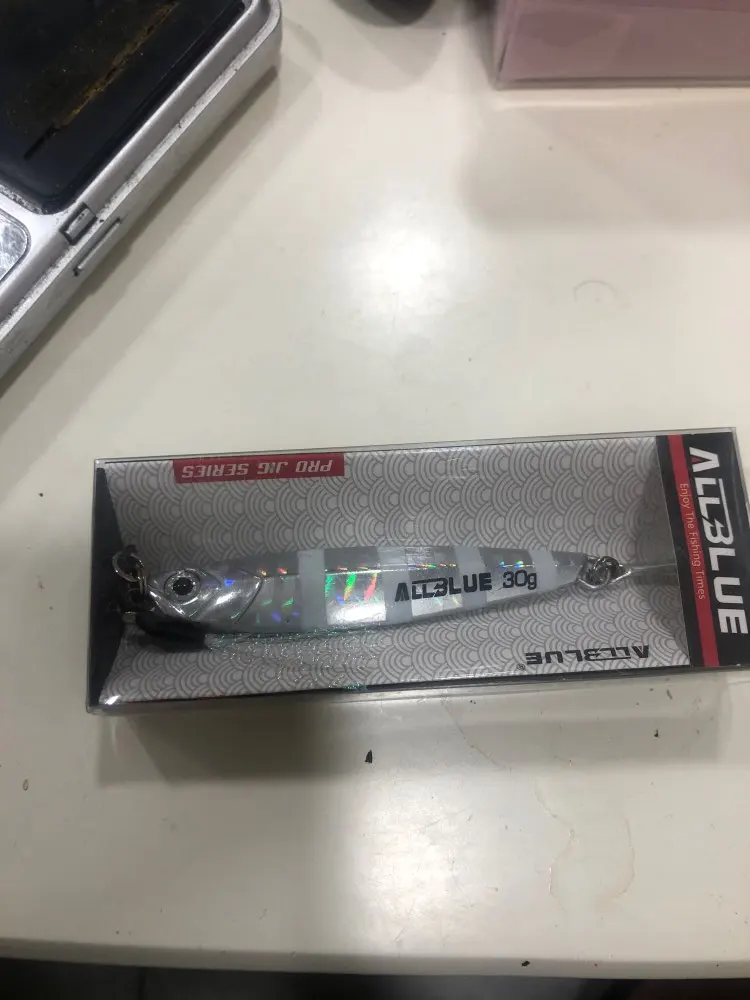 PRO JIG SERIES
ALLBLUE
Enjoy The Fishing Times
ALLBLUE 30g
ALLBLUE®